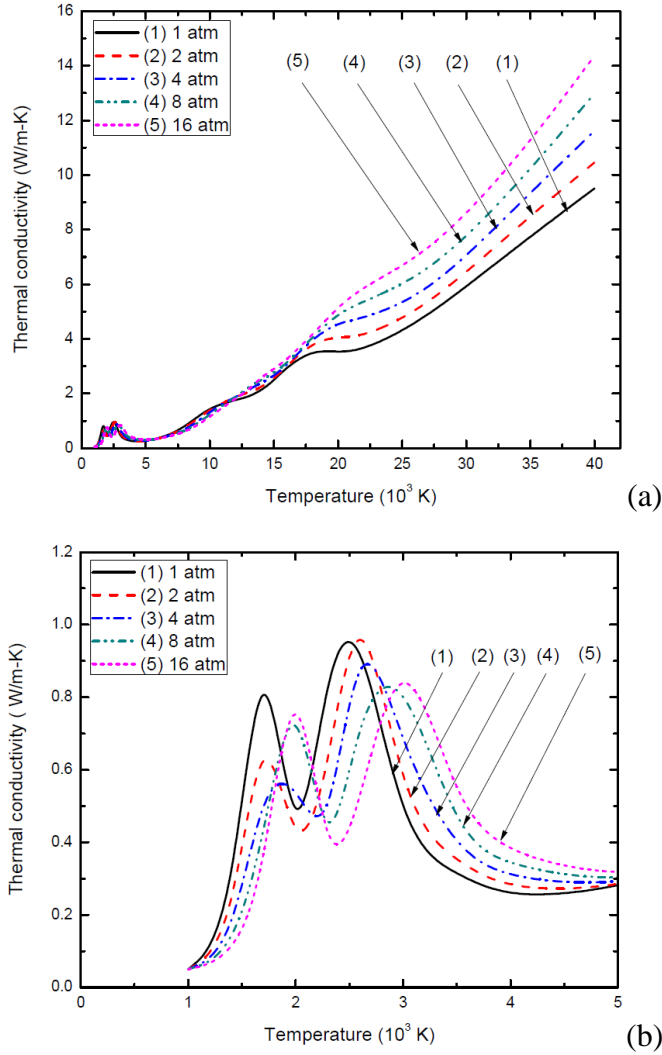 16
14
12
10
8
6
4
2
0
Thermal conductivity (W/m-K)
(1) 1 atm
(2) 2 atm
(3) 4 atm
(4) 8 atm
(5) 16 atm
(5)
(4)
(3)
(2)
(1)
0 5 10 15 20 25 30 35 40
Temperature (10³ K)
(a)
1.2
1.0
0.8
0.6
0.4
0.2
0.0
Thermal conductivity ( W/m-K)
(1) 1 atm
(2) 2 atm
(3) 4 atm
(4) 8 atm
(5) 16 atm
(1)
(2)
(3)
(4)
(5)
0 1 2 3 4 5
Temperature (10³ K)
(b)